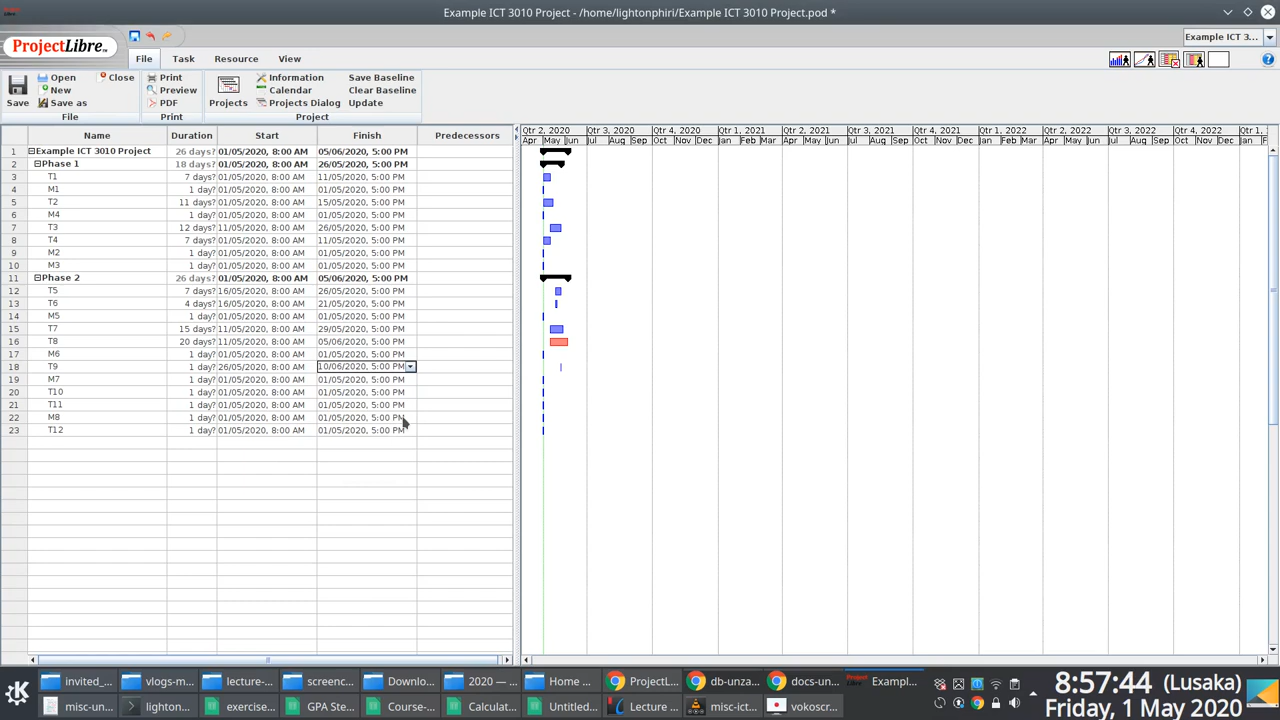 Example ICT 3010 Project - /home/lightonphiri/Example ICT 3010 Project.pod *
ProjectLibre
Example ICT 3...
File Task Resource View
Save Open New Save as Close
File
Print Preview PDF
Print
Projects Information Calendar Projects Dialog Save Baseline Clear Baseline Update
Project
Name Duration Start Finish Predecessors
1 Example ICT 3010 Project 26 days? 01/05/2020, 8:00 AM 05/06/2020, 5:00 PM
2 Phase 1 18 days? 01/05/2020, 8:00 AM 26/05/2020, 5:00 PM
3 T1 7 days? 01/05/2020, 8:00 AM 11/05/2020, 5:00 PM
4 M1 1 day? 01/05/2020, 8:00 AM 01/05/2020, 5:00 PM
5 T2 11 days? 01/05/2020, 8:00 AM 15/05/2020, 5:00 PM
6 M4 1 day? 01/05/2020, 8:00 AM 01/05/2020, 5:00 PM
7 T3 12 days? 11/05/2020, 8:00 AM 26/05/2020, 5:00 PM
8 T4 7 days? 01/05/2020, 8:00 AM 11/05/2020, 5:00 PM
9 M2 1 day? 01/05/2020, 8:00 AM 01/05/2020, 5:00 PM
10 M3 1 day? 01/05/2020, 8:00 AM 01/05/2020, 5:00 PM
11 Phase 2 26 days? 01/05/2020, 8:00 AM 05/06/2020, 5:00 PM
12 T5 7 days? 16/05/2020, 8:00 AM 26/05/2020, 5:00 PM
13 T6 4 days? 16/05/2020, 8:00 AM 21/05/2020, 5:00 PM
14 M5 1 day? 01/05/2020, 8:00 AM 01/05/2020, 5:00 PM
15 T7 15 days? 11/05/2020, 8:00 AM 29/05/2020, 5:00 PM
16 T8 20 days? 11/05/2020, 8:00 AM 05/06/2020, 5:00 PM
17 M6 1 day? 01/05/2020, 8:00 AM 01/05/2020, 5:00 PM
18 T9 1 day? 26/05/2020, 8:00 AM 10/06/2020, 5:00 PM
19 M7 1 day? 01/05/2020, 8:00 AM 01/05/2020, 5:00 PM
20 T10 1 day? 01/05/2020, 8:00 AM 01/05/2020, 5:00 PM
21 T11 1 day? 01/05/2020, 8:00 AM 01/05/2020, 5:00 PM
22 M8 1 day? 01/05/2020, 8:00 AM 01/05/2020, 5:00 PM
23 T12 1 day? 01/05/2020, 8:00 AM 01/05/2020, 5:00 PM
Qtr 2, 2020 Qtr 3, 2020 Qtr 4, 2020 Qtr 1, 2021 Qtr 2, 2021 Qtr 3, 2021 Qtr 4, 2021 Qtr 1, 2022 Qtr 2, 2022 Qtr 3, 2022 Qtr 4, 2022 Qtr 1,
Apr May Jun Jul Aug Sep Oct Nov Dec Jan Feb Mar Apr May Jun Jul Aug Sep Oct Nov Dec Jan Feb Mar Apr May Jun Jul Aug Sep Oct Nov Dec Jan F
invited_... vlogs-m... lecture-... screenc... Downlo... 2020 —... Home ... ProjectL... db-unza... docs-un... Exampl...
misc-un... lighton... exercise... GPA Ste... Course-... Calculat... Untitled... Lecture ... misc-ict... vokoscr...
8:57:44 (Lusaka)
Friday, 1 May 2020